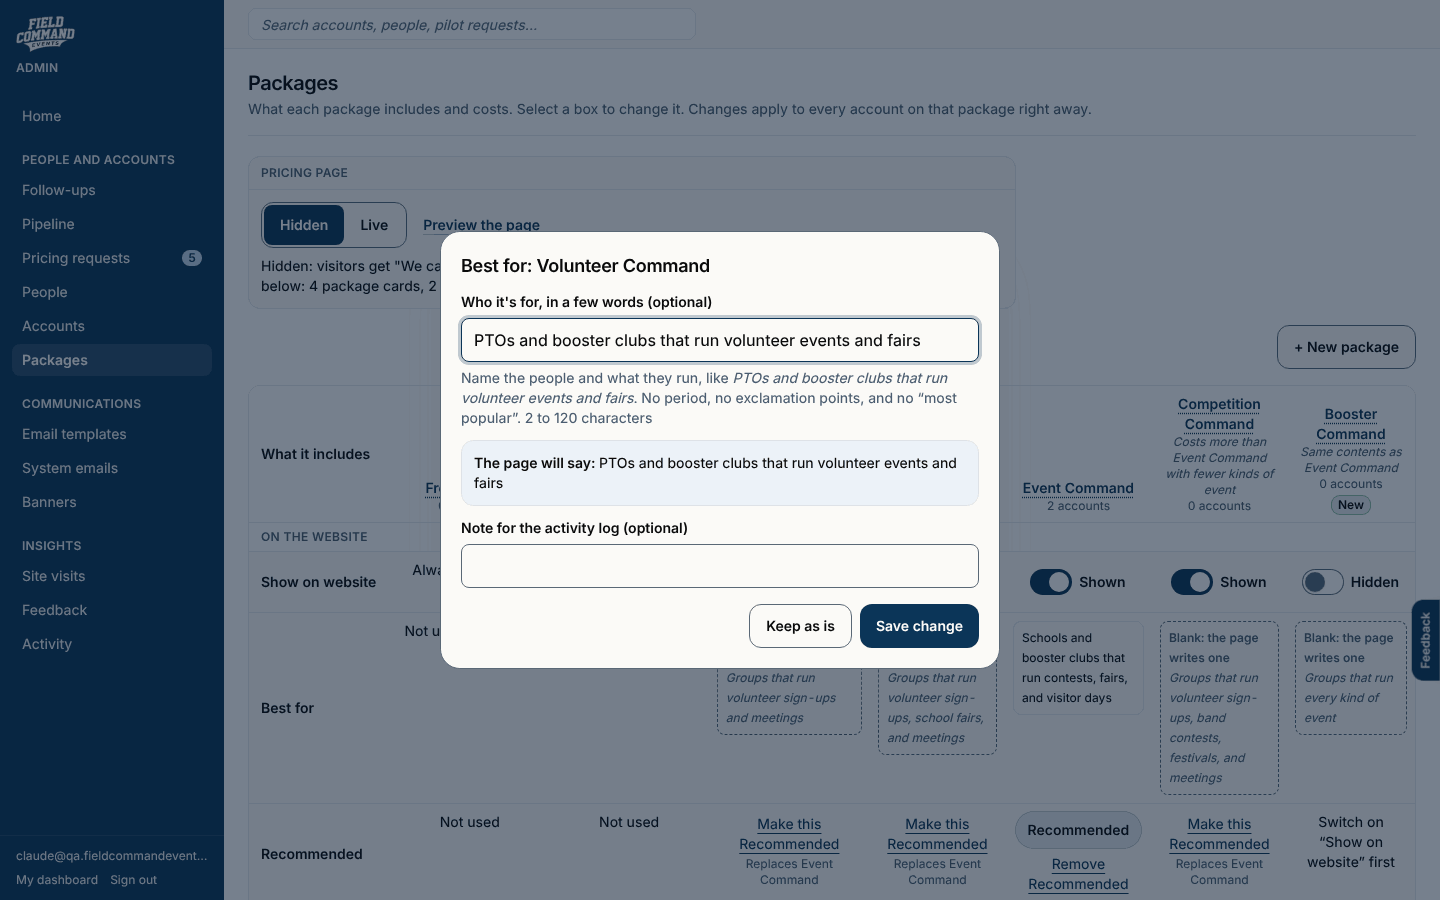 FIELD
COMMAND
EVENTS
ADMIN
Home
PEOPLE AND ACCOUNTS
Follow-ups
Pipeline
Pricing requests 5
People
Accounts
Packages
COMMUNICATIONS
Email templates
System emails
Banners
INSIGHTS
Site visits
Feedback
Activity
claude@qa.fieldcommandevent...
My dashboard Sign out
Search accounts, people, pilot requests...
Packages
What each package includes and costs. Select a box to change it. Changes apply to every account on that package right away.
PRICING PAGE
Hidden Live Preview the page
Hidden: visitors get "We
below: 4 package cards, 2
+ New package
What it includes
Event Command
2 accounts
Competition
Command
Costs more than
Event Command
with fewer kinds of
event
0 accounts
Booster
Command
Same contents as
Event Command
0 accounts
New
ON THE WEBSITE
Show on website
Shown
Shown
Hidden
Best for
Not
Groups that run
volunteer sign-ups
and meetings
Groups that run
volunteer sign-
ups, school fairs,
and meetings
Schools and
booster clubs that
run contests, fairs,
and visitor days
Blank: the page
writes one
Groups that run
volunteer sign-
ups, band
contests,
festivals, and
meetings
Blank: the page
writes one
Groups that run
every kind of
event
Recommended
Not used
Not used
Make this
Recommended
Replaces Event
Command
Make this
Recommended
Replaces Event
Command
Recommended
Remove
Recommended
Make this
Recommended
Replaces Event
Command
Switch on
“Show on
website” first
Feedback
Best for: Volunteer Command
Who it's for, in a few words (optional)
PTOs and booster clubs that run volunteer events and fairs
Name the people and what they run, like PTOs and booster clubs that run
volunteer events and fairs. No period, no exclamation points, and no “most
popular”. 2 to 120 characters
The page will say: PTOs and booster clubs that run volunteer events and
fairs
Note for the activity log (optional)
Keep as is Save change